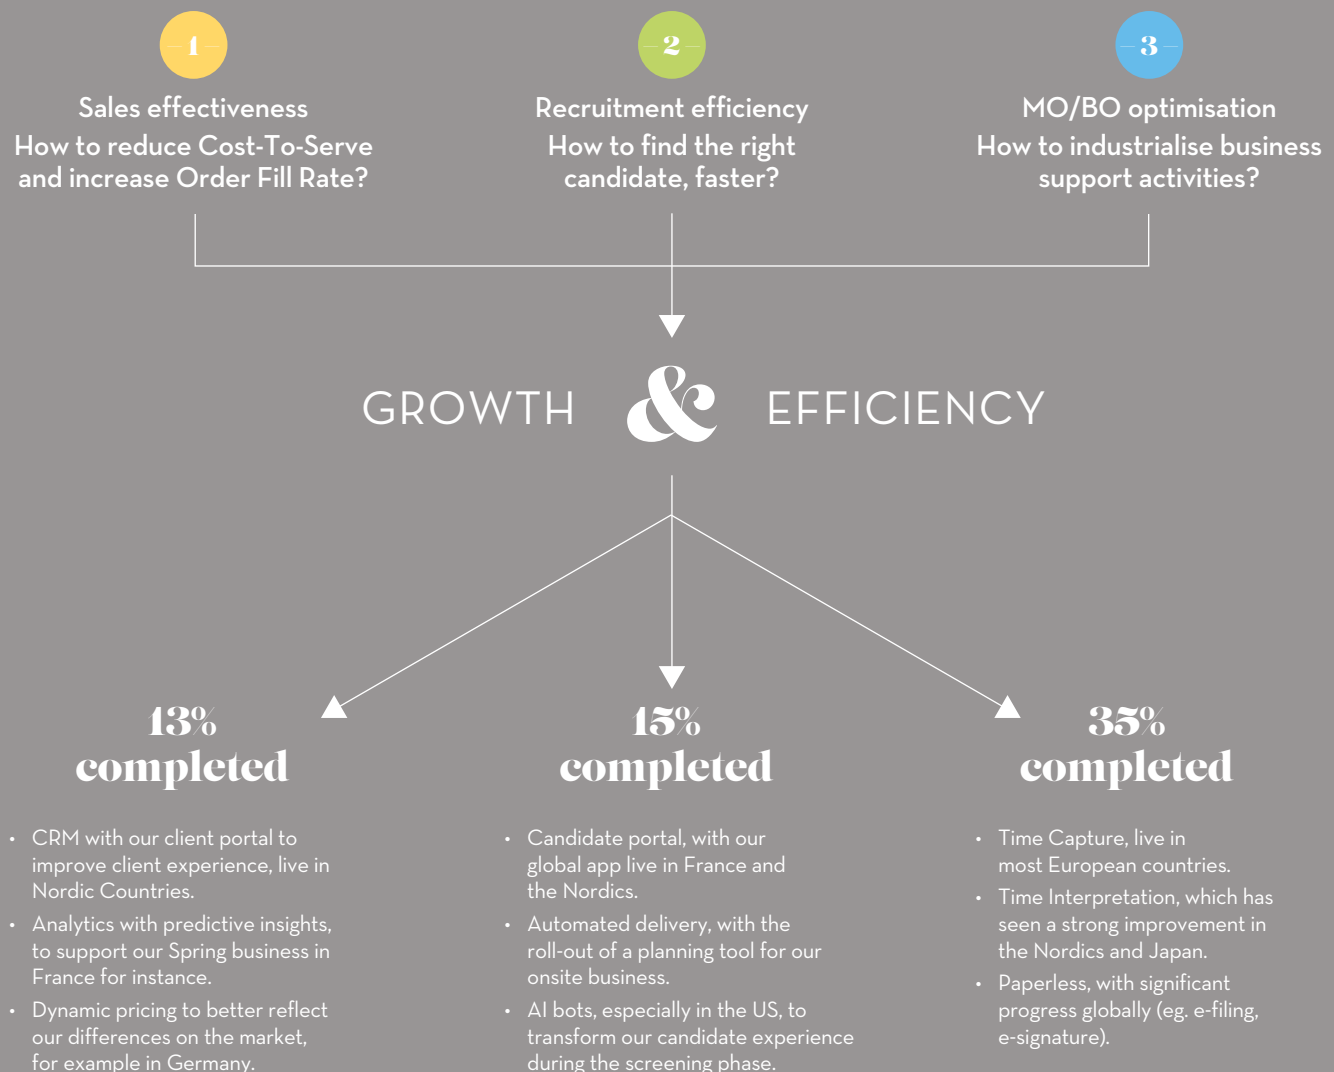 1
Sales effectiveness
How to reduce Cost-To-Serve
and increase Order Fill Rate?
2
Recruitment efficiency
How to find the right
candidate, faster?
3
MO/BO optimisation
How to industrialise business
support activities?
GROWTH & EFFICIENCY
13%
completed
• CRM with our client portal to
improve client experience, live in
Nordic Countries.
• Analytics with predictive insights,
to support our Spring business in
France for instance.
• Dynamic pricing to better reflect
our differences on the market,
for example in Germany.
15%
completed
• Candidate portal, with our
global app live in France and
the Nordics.
• Automated delivery, with the
roll-out of a planning tool for our
onsite business.
• AI bots, especially in the US, to
transform our candidate experience
during the screening phase.
35%
completed
• Time Capture, live in
most European countries.
• Time Interpretation, which has
seen a strong improvement in
the Nordics and Japan.
• Paperless, with significant
progress globally (eg. e-filing,
e-signature).